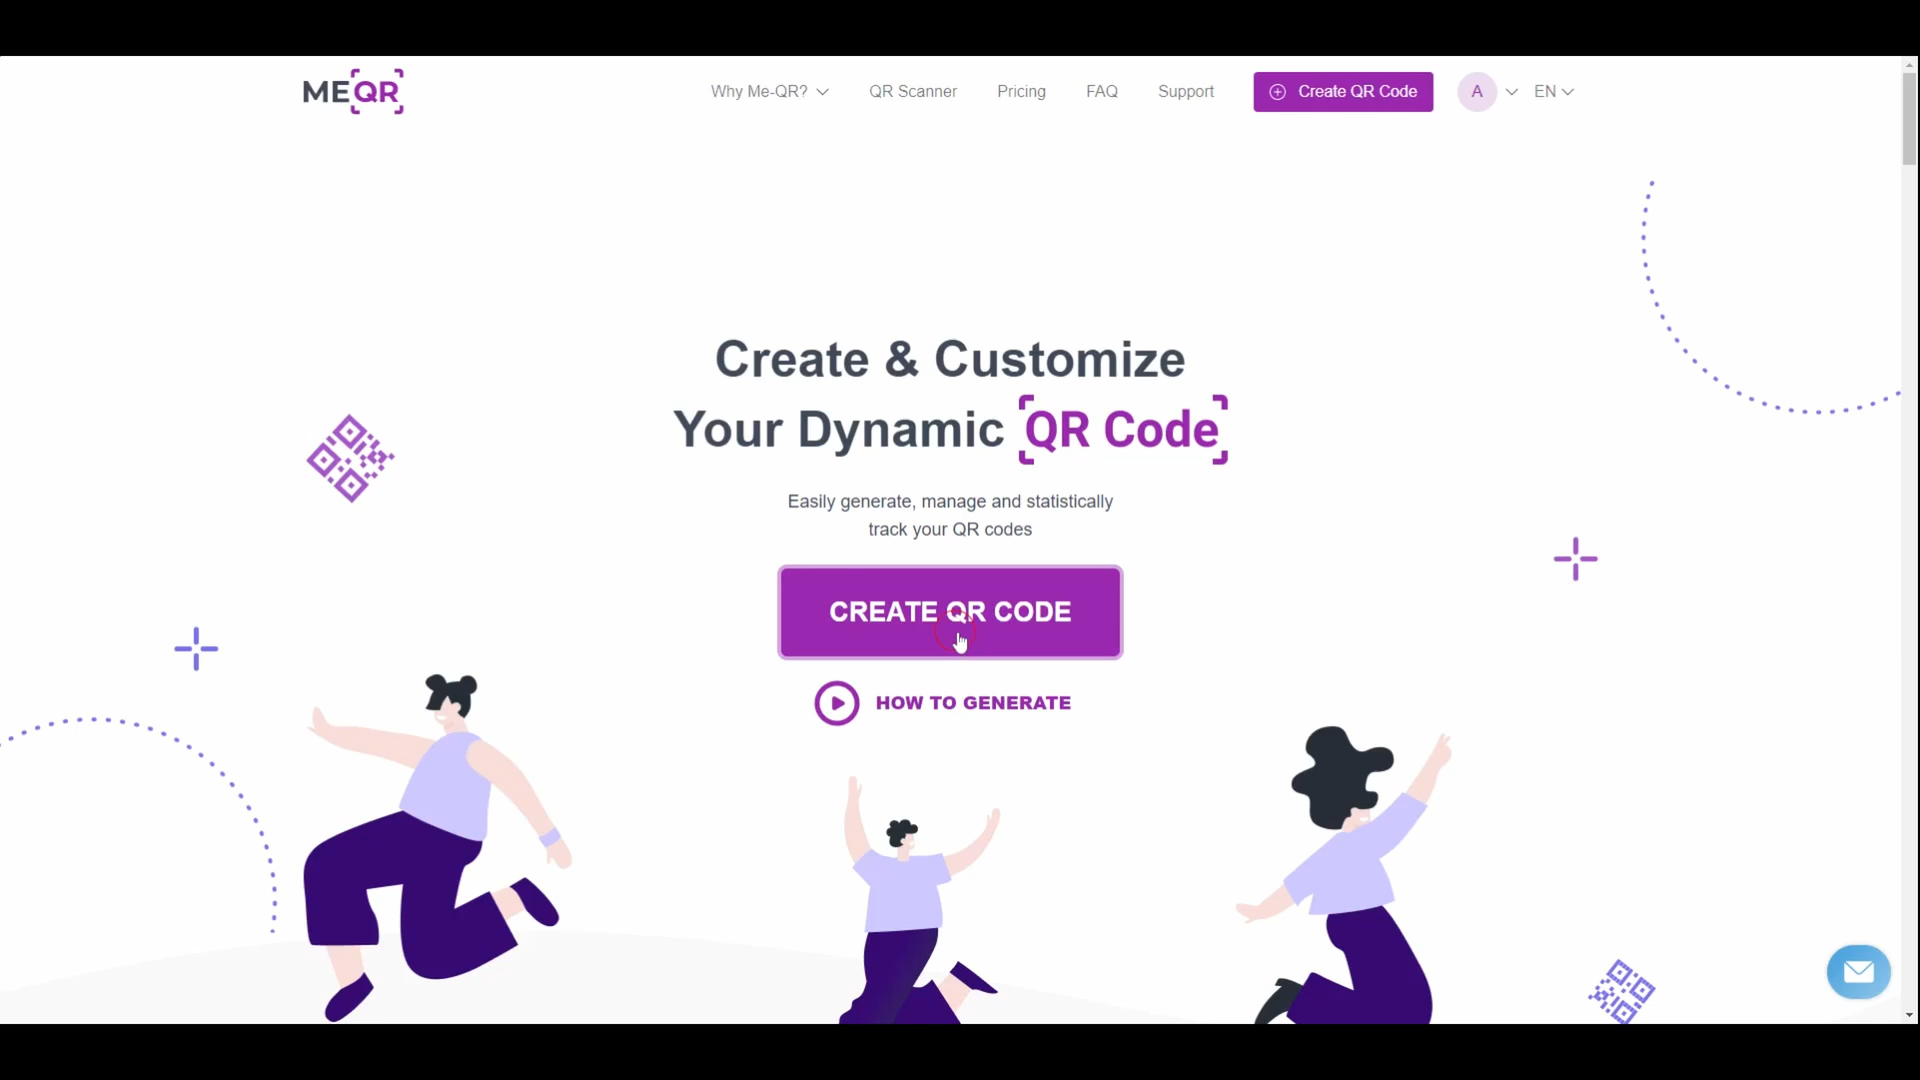 MEQR
Why Me-QR?
QR Scanner
Pricing
FAQ
Support
Create QR Code
A
EN
Create & Customize
Your Dynamic QR Code
Easily generate, manage and statistically
track your QR codes
CREATE QR CODE
HOW TO GENERATE